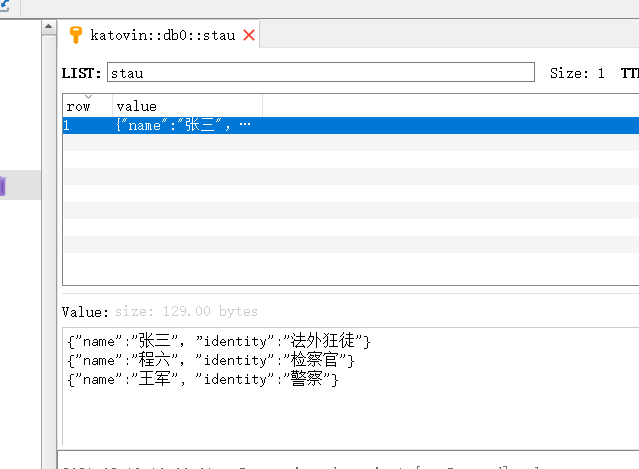 katovin::db0::stau
LIST: stau Size: 1 TTL
row value
1 {"name":"张三", …
Value: size: 129.00 bytes
{"name":"张三", "identity":"法外狂徒"}
{"name":"程六", "identity":"检察官"}
{"name":"王军", "identity":"警察"}